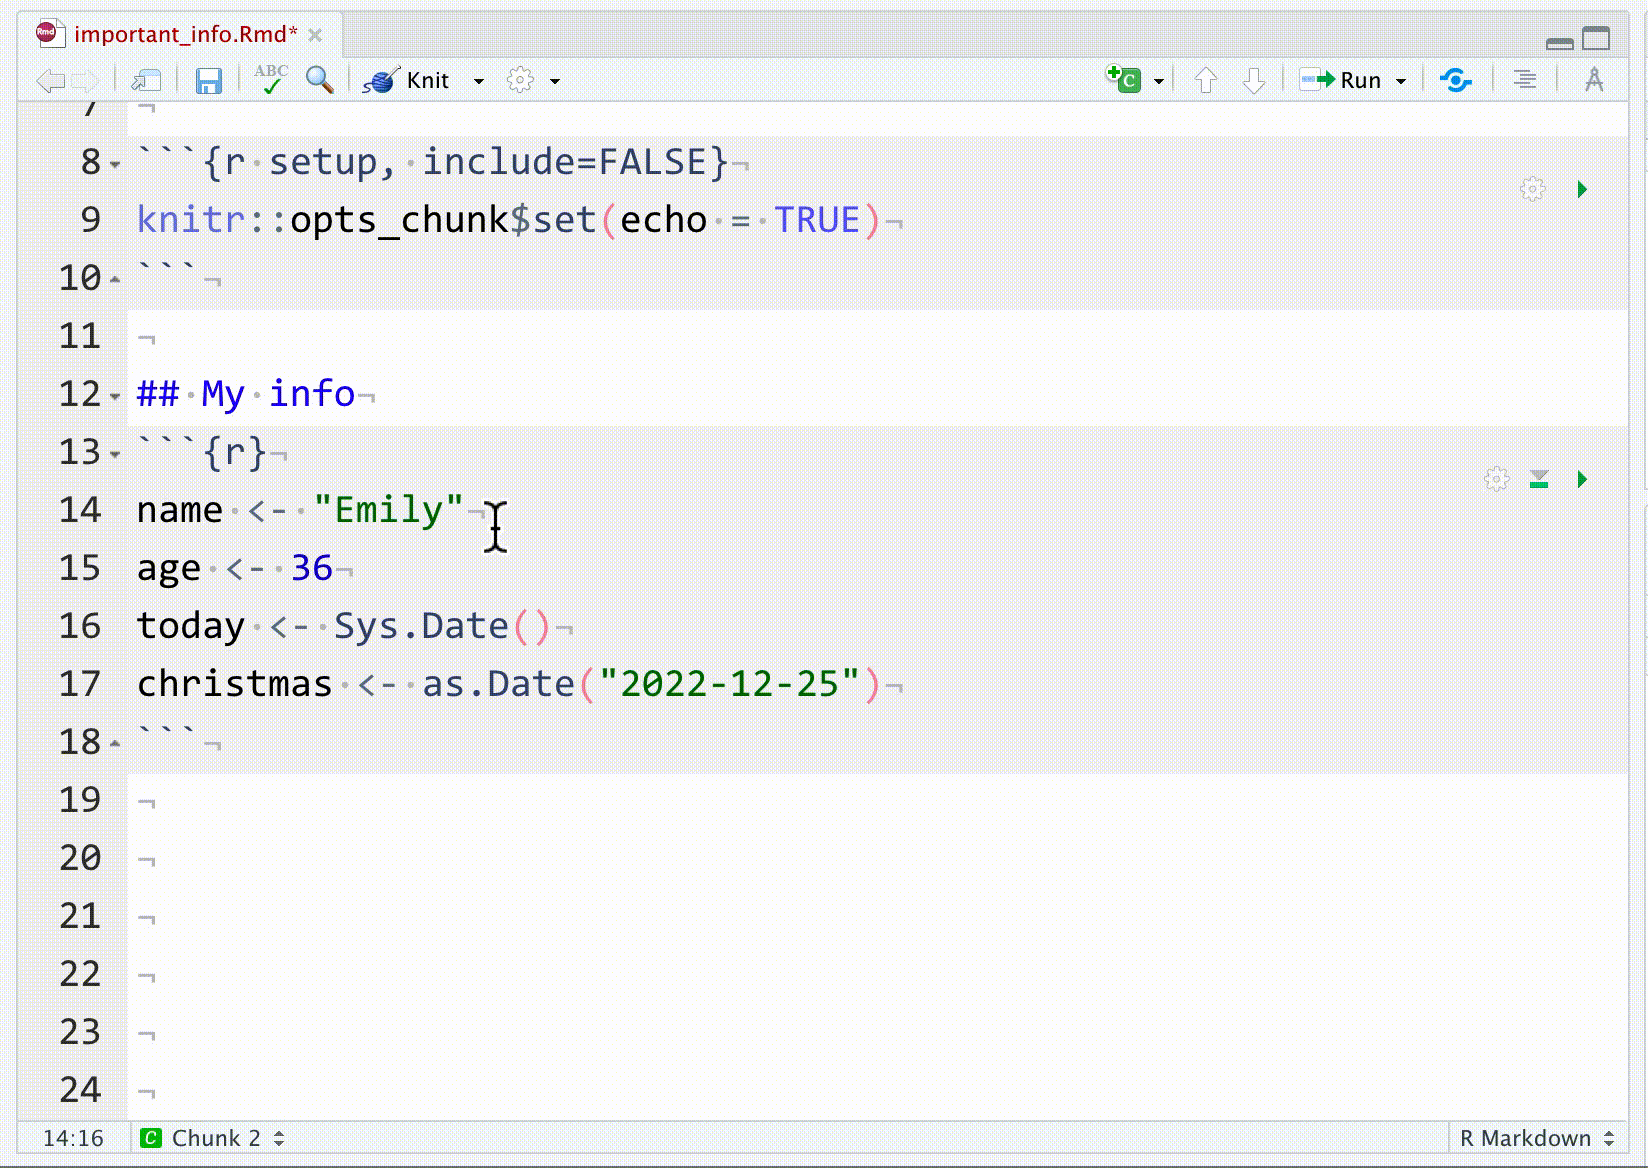 important_info.Rmd*
ABC Knit Run
7
8 ```{r setup, include=FALSE}
9 knitr::opts_chunk$set(echo = TRUE)
10 ```
11
12 ## My info
13 ```{r}
14 name <- "Emily"
15 age <- 36
16 today <- Sys.Date()
17 christmas <- as.Date("2022-12-25")
18 ```
19
20
21
22
23
24
14:16 C Chunk 2 R Markdown